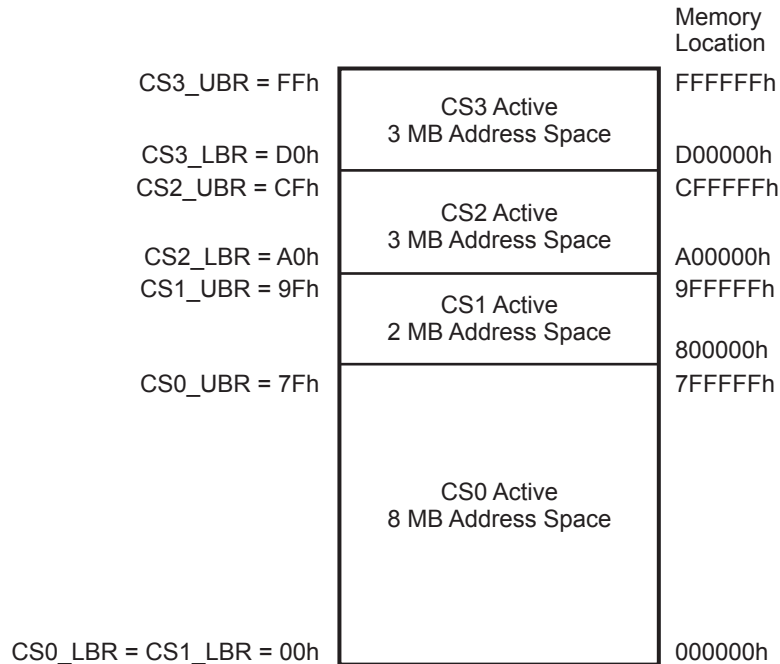 Memory
Location
CS3_UBR = FFh
FFFFFFh
CS3 Active
3 MB Address Space
CS3_LBR = D0h
D00000h
CS2_UBR = CFh
CFFFFFh
CS2 Active
3 MB Address Space
CS2_LBR = A0h
A00000h
CS1_UBR = 9Fh
9FFFFFh
CS1 Active
2 MB Address Space
800000h
CS0_UBR = 7Fh
7FFFFFh
CS0 Active
8 MB Address Space
CS0_LBR = CS1_LBR = 00h
000000h